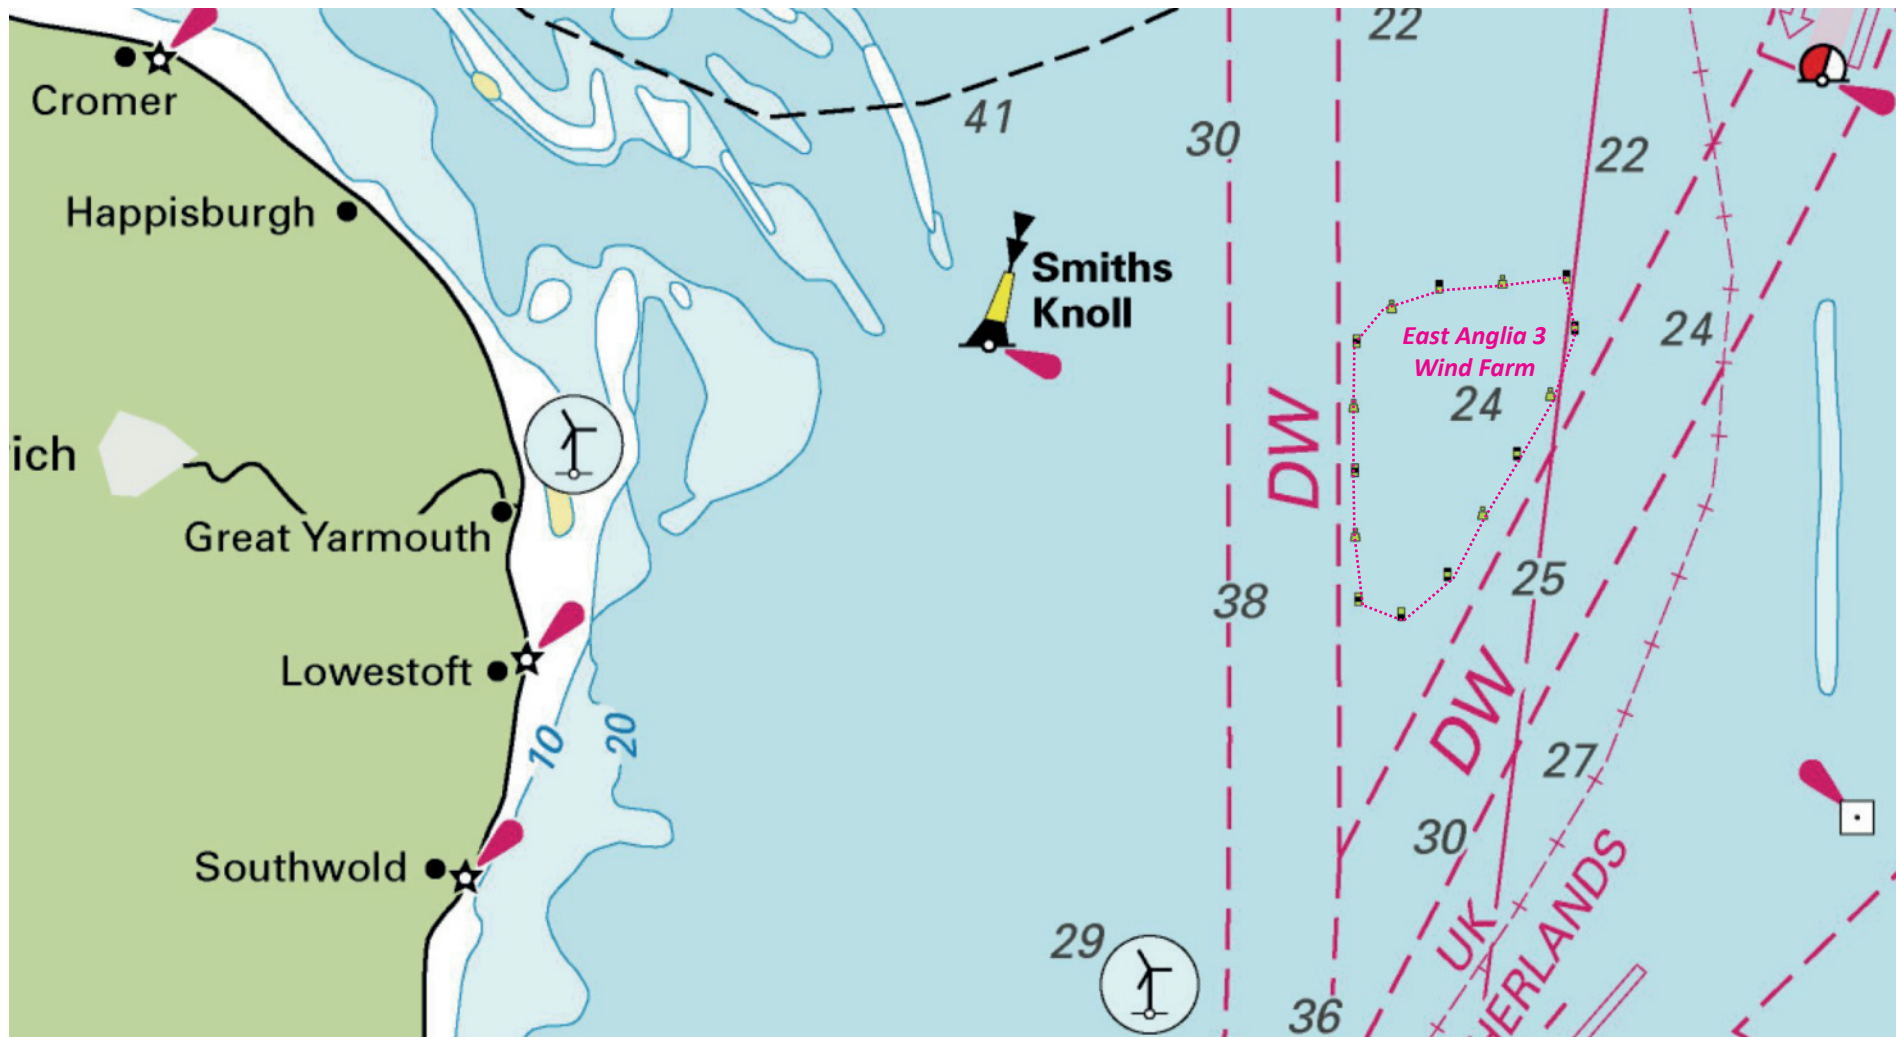 22
Cromer
41
30
22
Happisburgh
Smiths
Knoll
East Anglia 3
Wind Farm
24
24
DW
ich
Great Yarmouth
25
38
Lowestoft
DW
10
20
27
30
Southwold
UK
HERLANDS
29
36